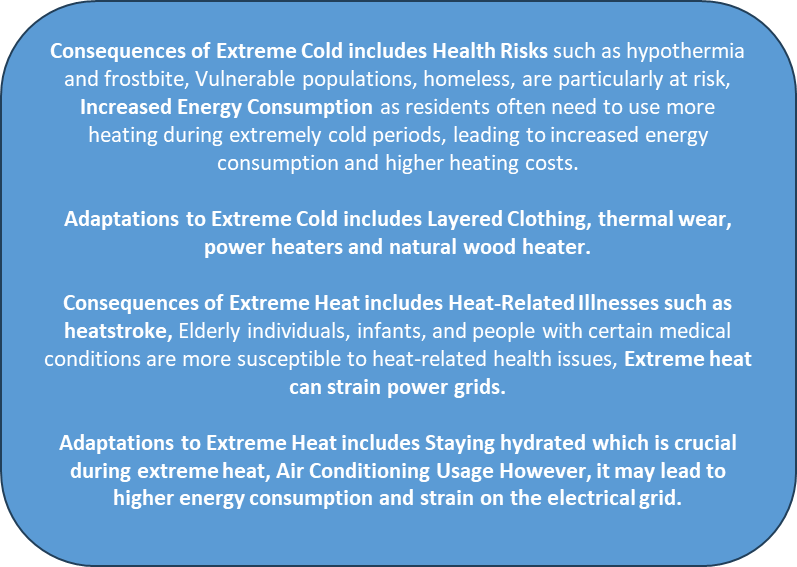 Consequences of Extreme Cold includes Health Risks such as hypothermia
and frostbite, Vulnerable populations, homeless, are particularly at risk,
Increased Energy Consumption as residents often need to use more
heating during extremely cold periods, leading to increased energy
consumption and higher heating costs.
Adaptations to Extreme Cold includes Layered Clothing, thermal wear,
power heaters and natural wood heater.
Consequences of Extreme Heat includes Heat-Related Illnesses such as
heatstroke, Elderly individuals, infants, and people with certain medical
conditions are more susceptible to heat-related health issues, Extreme heat
can strain power grids.
Adaptations to Extreme Heat includes Staying hydrated which is crucial
during extreme heat, Air Conditioning Usage However, it may lead to
higher energy consumption and strain on the electrical grid.